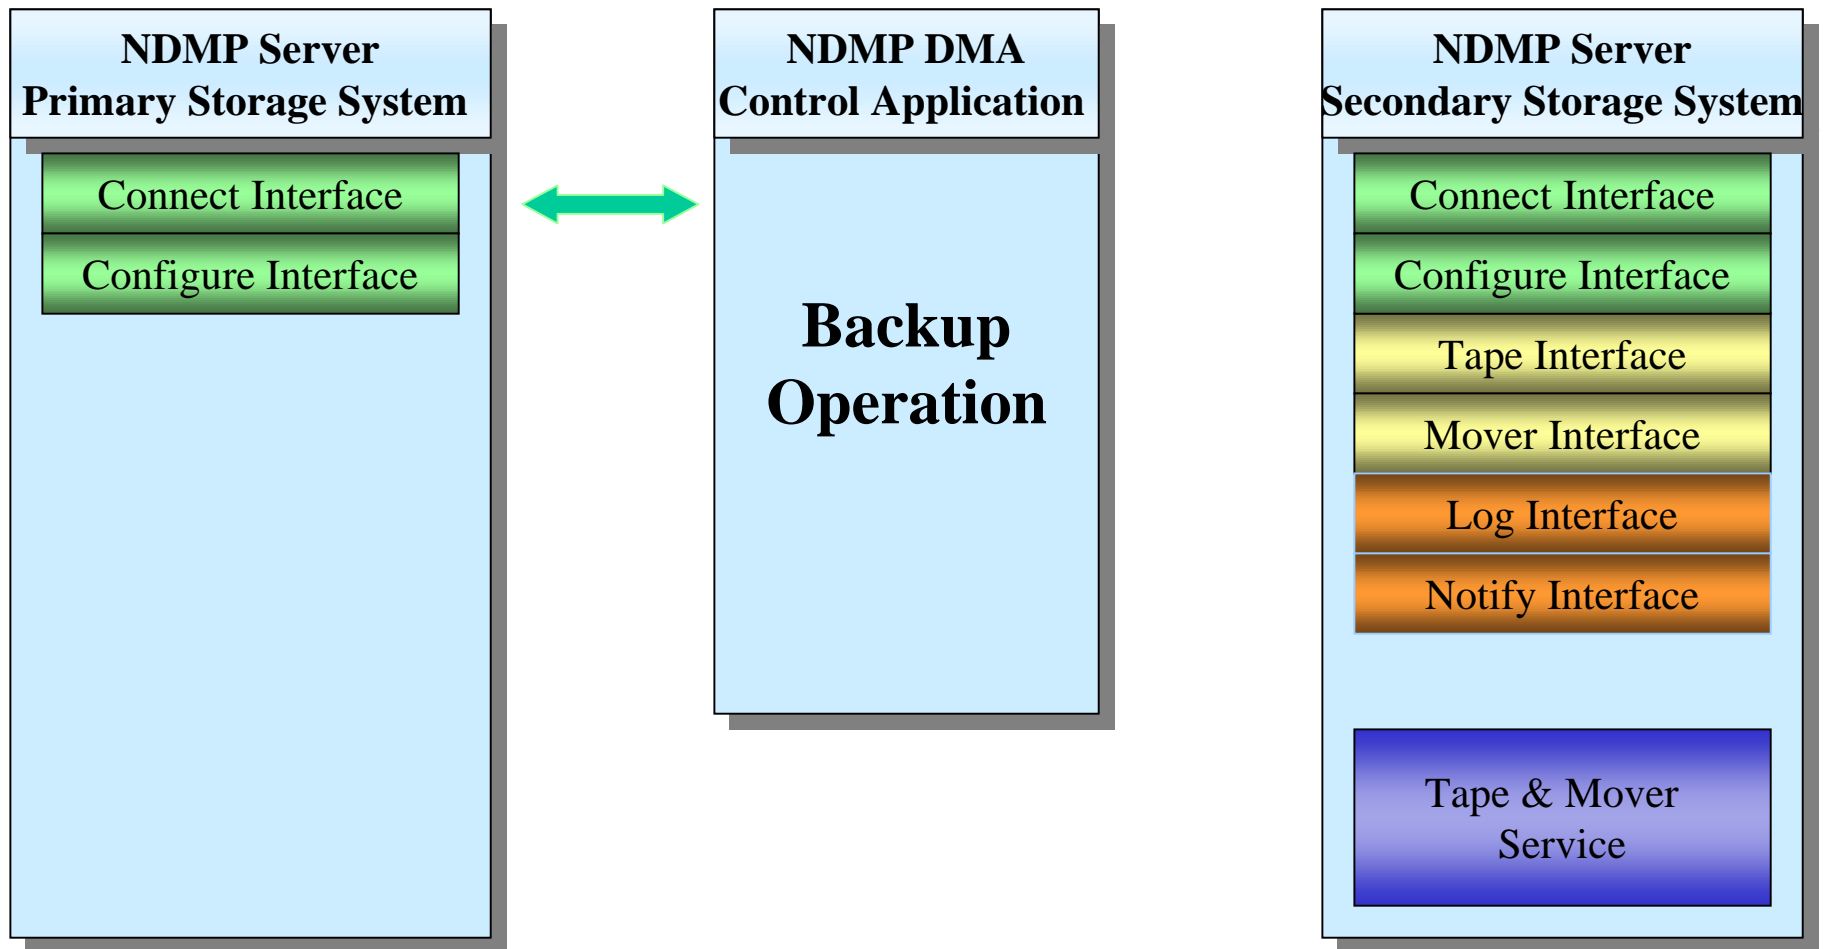 NDMP Server
Primary Storage System
Connect Interface
Configure Interface
NDMP DMA
Control Application
Backup
Operation
NDMP Server
Secondary Storage System
Connect Interface
Configure Interface
Tape Interface
Mover Interface
Log Interface
Notify Interface
Tape & Mover
Service